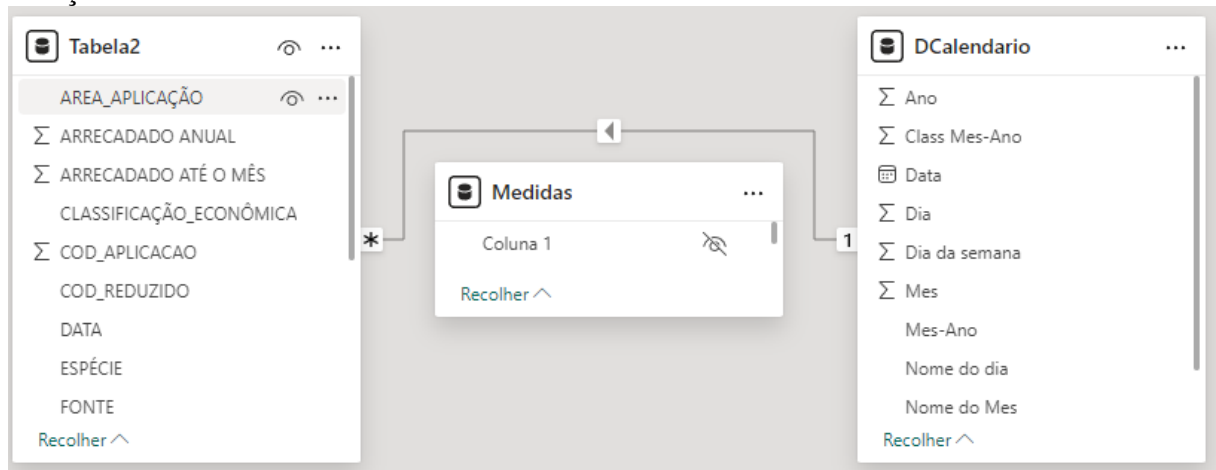 Tabela2
AREA_APLICAÇÃO
ARRECADADO ANUAL
ARRECADADO ATÉ O MÊS
CLASSIFICAÇÃO_ECONÔMICA
COD_APLICACAO
COD_REDUZIDO
DATA
ESPÉCIE
FONTE
Recolher
*
Medidas
Coluna 1
Recolher
1
DCalendario
Ano
Class Mes-Ano
Data
Dia
Dia da semana
Mes
Mes-Ano
Nome do dia
Nome do Mes
Recolher